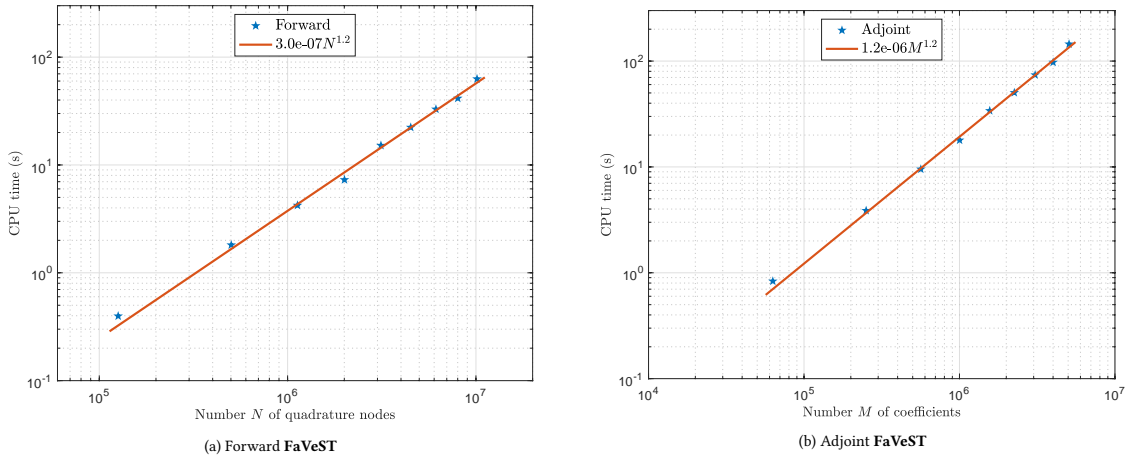 Forward
3.0e-07N^1.2
10^2
10^1
10^0
10^-1
CPU time (s)
10^5
10^6
10^7
Number N of quadrature nodes
(a) Forward FaVeST
Adjoint
1.2e-06M^1.2
10^2
10^1
10^0
10^-1
CPU time (s)
10^4
10^5
10^6
10^7
Number M of coefficients
(b) Adjoint FaVeST